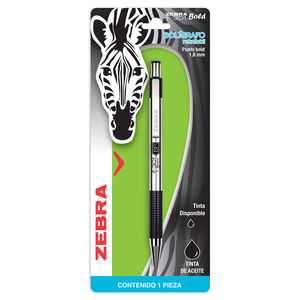 ZEBRA Bold
BOLÍGRAFO
retráctil
Punto bold
1.6 mm
ZEBRA
Tinta
Disponible
TINTA
DE ACEITE
CONTENIDO 1 PIEZA